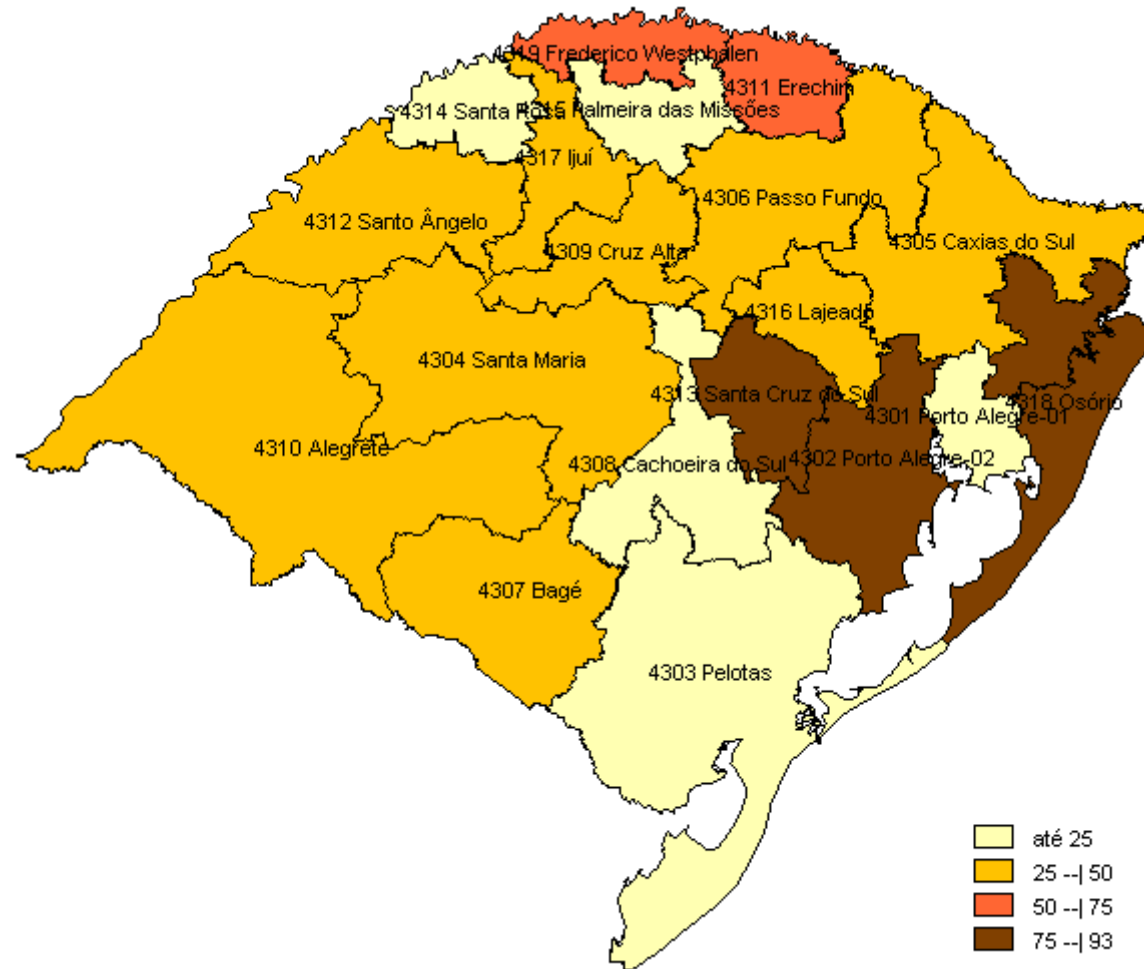 4319 Frederico Westphalen
4311 Erechim
4314 Santa Rosa
4315 Palmeira das Missões
4317 Ijuí
4306 Passo Fundo
4312 Santo Ângelo
4305 Caxias do Sul
4309 Cruz Alta
4316 Lajeado
4304 Santa Maria
4313 Santa Cruz do Sul
4318 Osório
4301 Porto Alegre-01
4310 Alegrete
4302 Porto Alegre-02
4308 Cachoeira do Sul
4307 Bagé
4303 Pelotas
até 25
25 --| 50
50 --| 75
75 --| 93